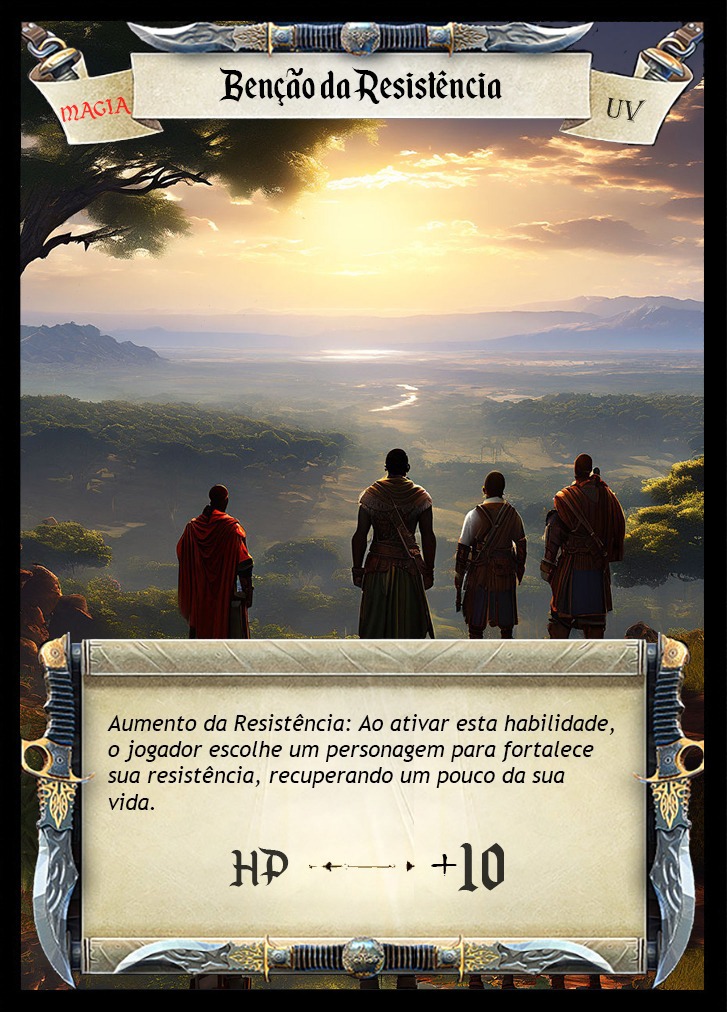 Benção da Resistência
MAGIA
UV
Aumento da Resistência: Ao ativar esta habilidade,
o jogador escolhe um personagem para fortalece
sua resistência, recuperando um pouco da sua
vida.
HP +10